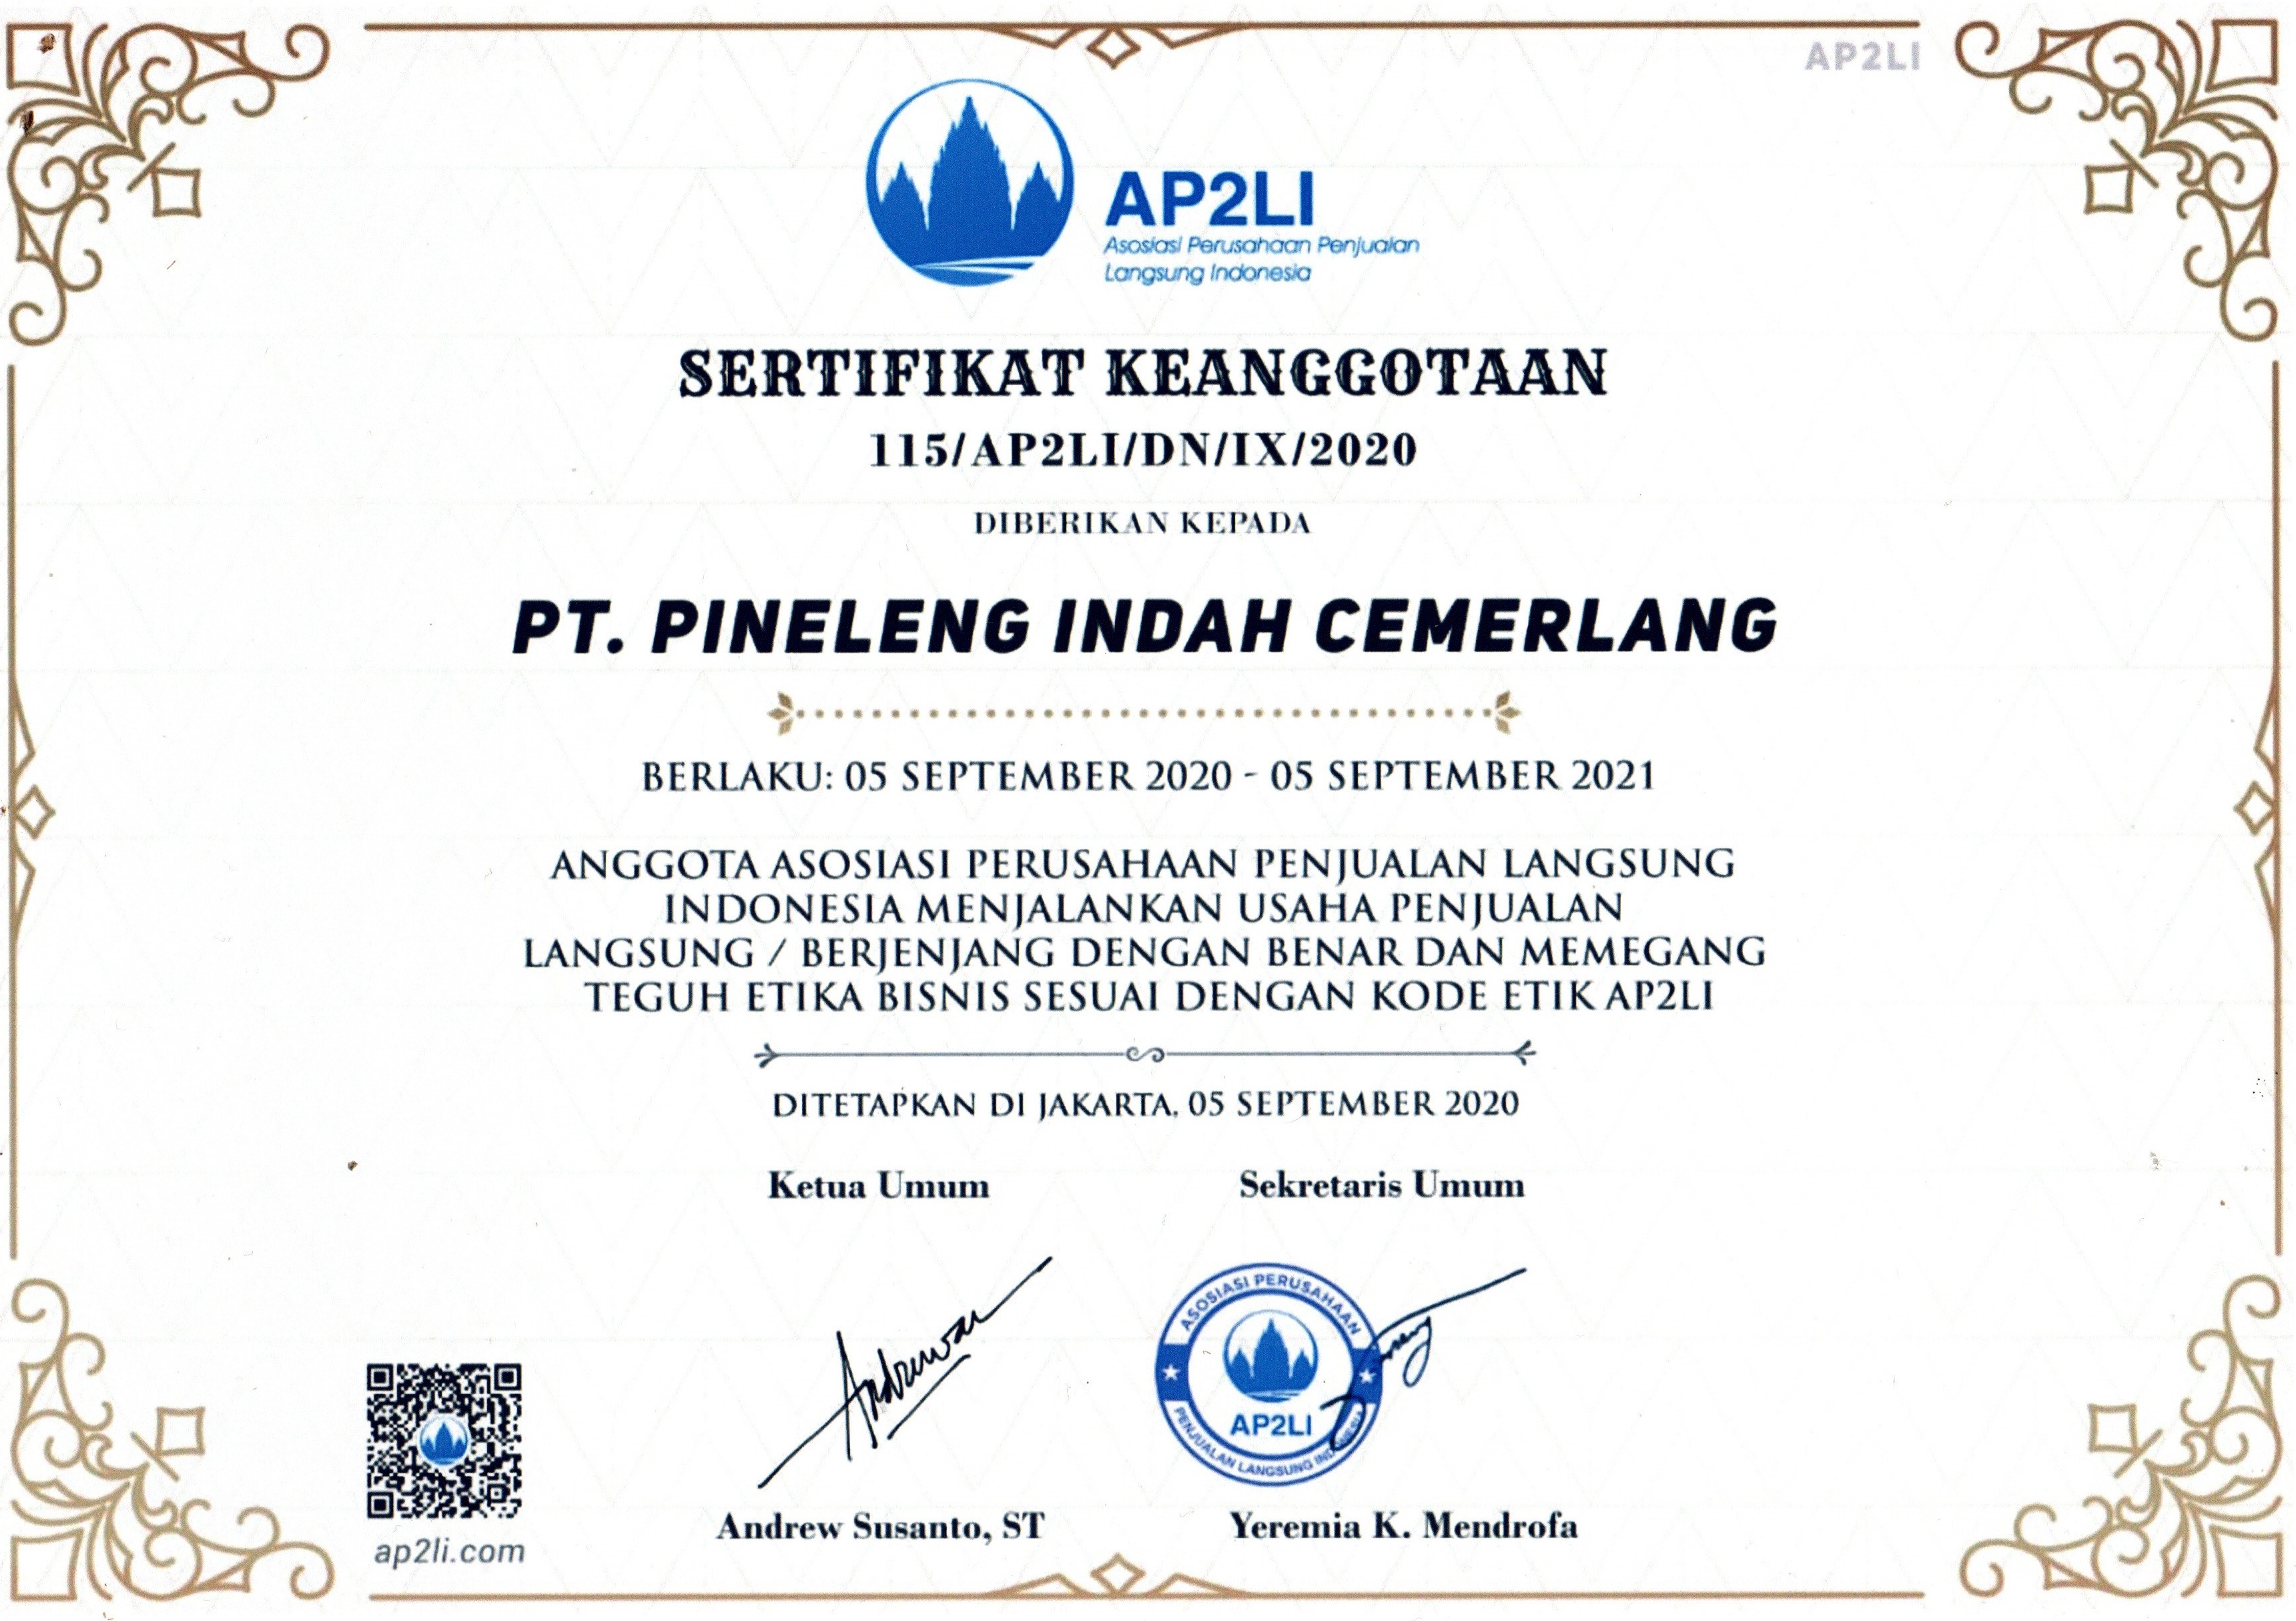 AP2LI
AP2LI
Asosiasi Perusahaan Penjualan
Langsung Indonesia
SERTIFIKAT KEANGGOTAAN
115/AP2LI/DN/IX/2020
DIBERIKAN KEPADA
PT. PINELENG INDAH CEMERLANG
BERLAKU: 05 SEPTEMBER 2020 - 05 SEPTEMBER 2021
ANGGOTA ASOSIASI PERUSAHAAN PENJUALAN LANGSUNG
INDONESIA MENJALANKAN USAHA PENJUALAN
LANGSUNG / BERJENJANG DENGAN BENAR DAN MEMEGANG
TEGUH ETIKA BISNIS SESUAI DENGAN KODE ETIK AP2LI
DITETAPKAN DI JAKARTA, 05 SEPTEMBER 2020
Ketua Umum
Sekretaris Umum
ASOSIASI PERUSAHAAN
AP2LI
PENJUALAN LANGSUNG INDONESIA
Andrew Susanto, ST
Yeremia K. Mendrofa
ap2li.com